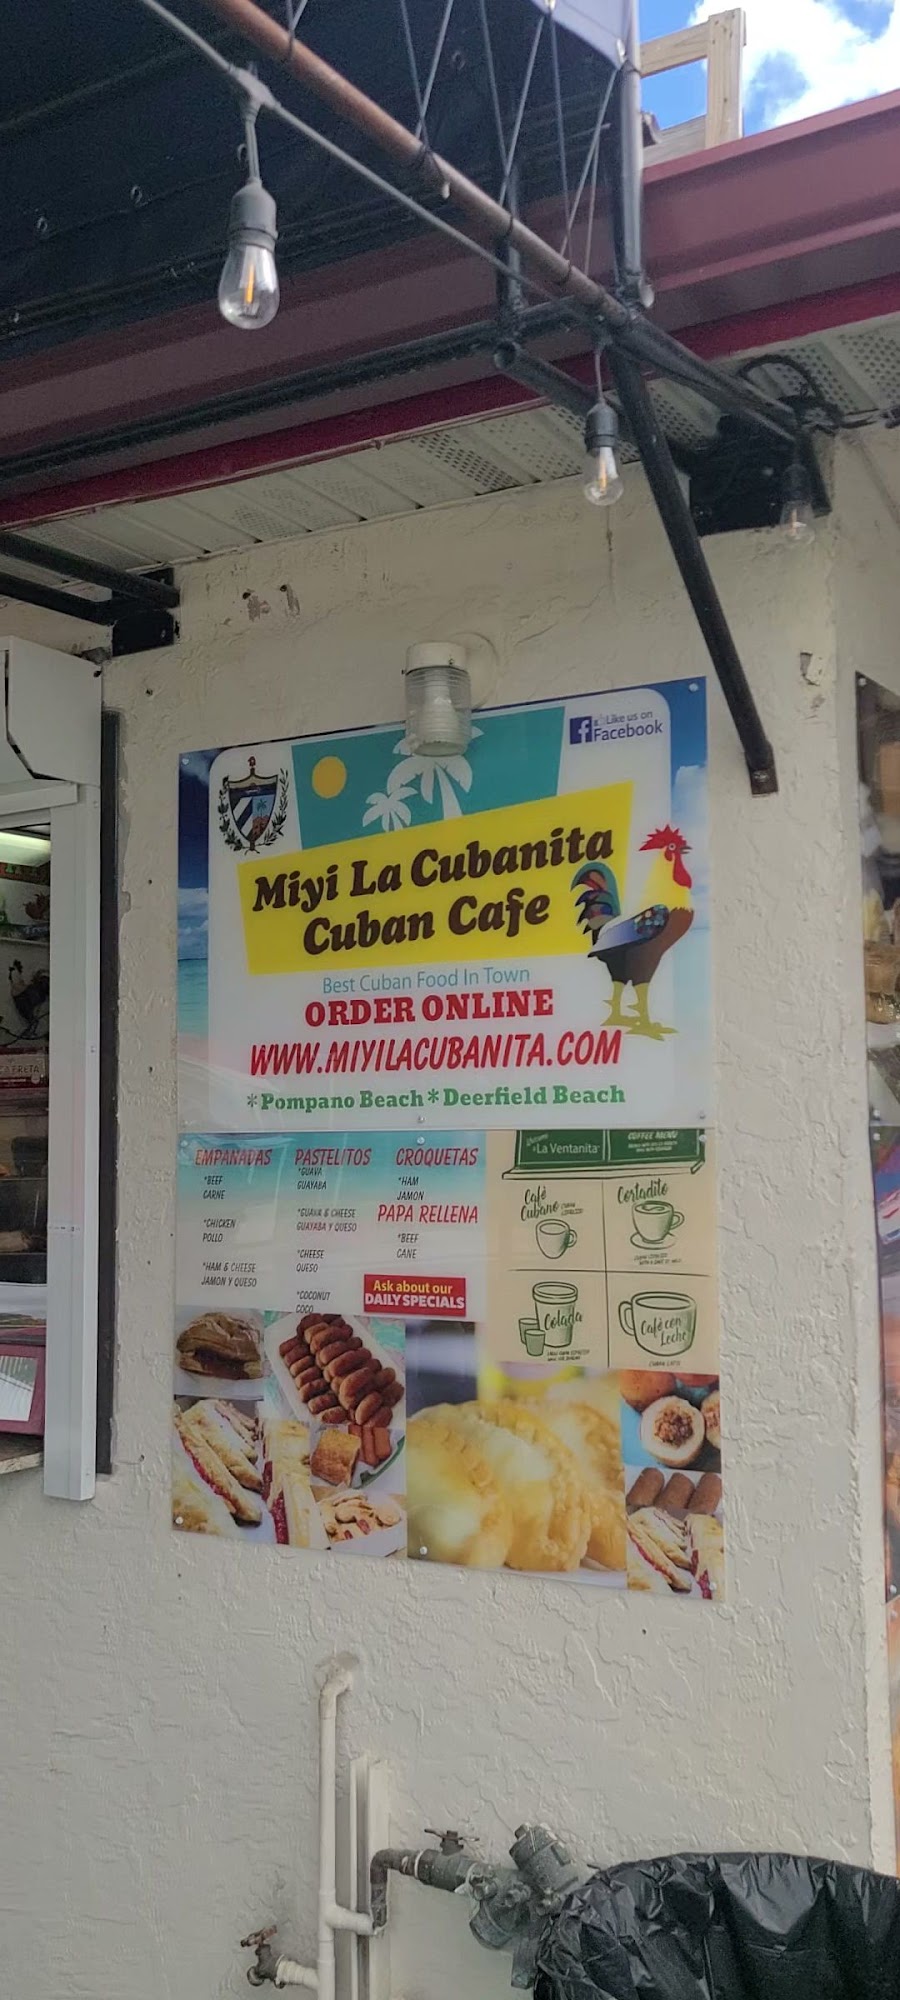 Like us on
Facebook
Miyi La Cubanita
Cuban Cafe
Best Cuban Food In Town
ORDER ONLINE
WWW.MIYILACUBANITA.COM
*Pompano Beach*Deerfield Beach
EMPANADAS
*BEEF
CARNE
*CHICKEN
POLLO
*HAM & CHEESE
JAMON Y QUESO
PASTELITOS
*GUAVA
GUAYABA
*GUAVA & CHEESE
GUAYABA Y QUESO
*CHEESE
QUESO
*COCONUT
COCO
CROQUETAS
*HAM
JAMON
PAPA RELLENA
*BEEF
CANE
Ask about our
DAILY SPECIALS
La Ventanita
COFFEE MENU
Café
Cubano
Cortadito
Colada
Café con
Leche
CUBAN LATTE